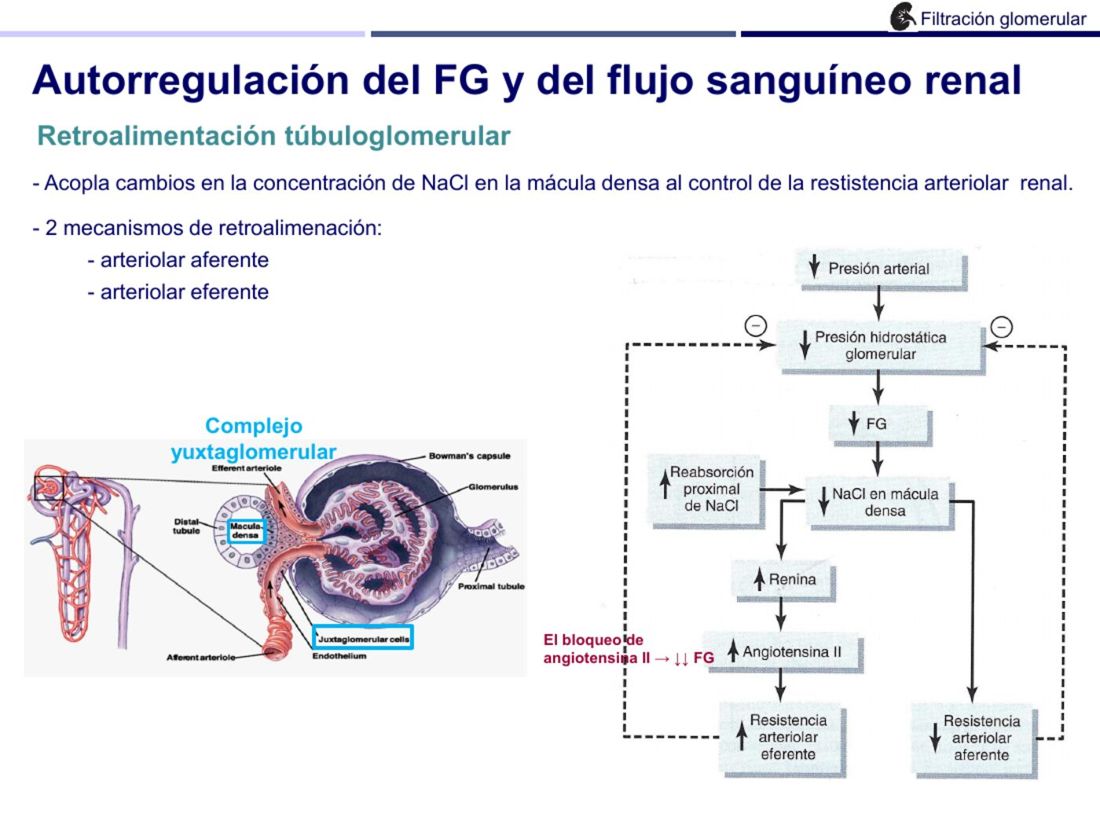 Filtración glomerular
Autorregulación del FG y del flujo sanguíneo renal
Retroalimentación túbuloglomerular
- Acopla cambios en la concentración de NaCl en la mácula densa al control de la restistencia arteriolar renal.
- 2 mecanismos de retroalimenación:
- arteriolar aferente
- arteriolar eferente
Complejo
yuxtaglomerular
Efferent arteriole
Bowman's capsule
Glomerulus
Distal
tubule
Macula
densa
Proximal tubule
Juxtaglomerular cells
Afferent arteriole
Endothelium
↓ Presión arterial
−
−
↓ Presión hidrostática
glomerular
↓ FG
↑ Reabsorción
proximal
de NaCl
↓ NaCl en mácula
densa
↑ Renina
El bloqueo de
angiotensina II → ↓↓ FG
↑ Angiotensina II
↑ Resistencia
arteriolar
eferente
↓ Resistencia
arteriolar
aferente